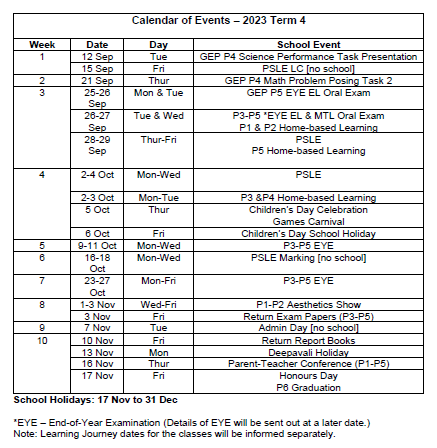 Calendar of Events – 2023 Term 4
Week Date Day School Event
1 12 Sep Tue GEP P4 Science Performance Task Presentation
15 Sep Fri PSLE LC [no school]
2 21 Sep Thur GEP P4 Math Problem Posing Task 2
3 25-26 Mon & Tue GEP P5 EYE EL Oral Exam
Sep
26-27 Tue & Wed P3-P5 *EYE EL & MTL Oral Exam
Sep P1 & P2 Home-based Learning
28-29 Thur-Fri PSLE
Sep P5 Home-based Learning
4 2-4 Oct Mon-Wed PSLE
2-3 Oct Mon-Tue P3 &P4 Home-based Learning
5 Oct Thur Children's Day Celebration
Games Carnival
6 Oct Fri Children's Day School Holiday
5 9-11 Oct Mon-Wed P3-P5 EYE
6 16-18 Mon-Wed PSLE Marking [no school]
Oct
7 23-27 Mon-Fri P3-P5 EYE
Oct
8 1-3 Nov Wed-Fri P1-P2 Aesthetics Show
3 Nov Fri Return Exam Papers (P3-P5)
9 7 Nov Tue Admin Day [no school]
10 10 Nov Fri Return Report Books
13 Nov Mon Deepavali Holiday
16 Nov Thur Parent-Teacher Conference (P1-P5)
17 Nov Fri Honours Day
P6 Graduation
School Holidays: 17 Nov to 31 Dec
*EYE – End-of-Year Examination (Details of EYE will be sent out at a later date.)
Note: Learning Journey dates for the classes will be informed separately.